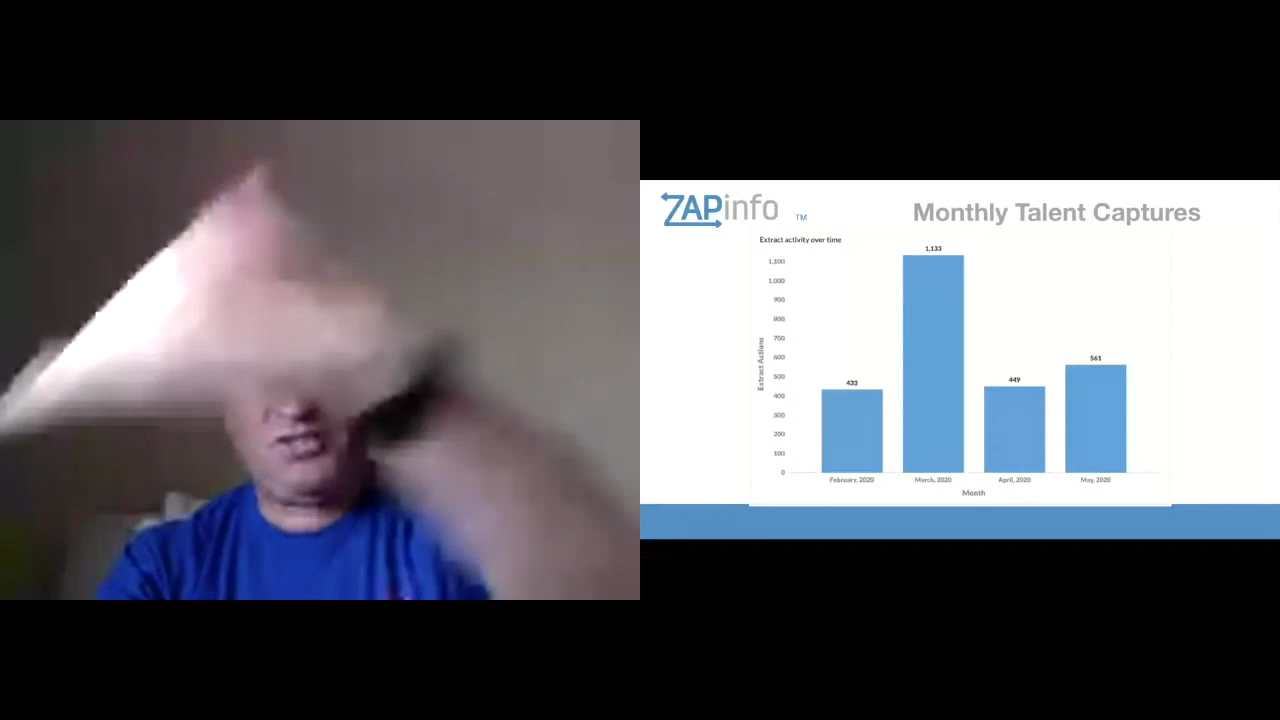 ZAPinfo TM
Monthly Talent Captures
Extract activity over time
1,133
1,100
1,000
900
800
700
600
500
400
300
200
100
0
Extract Actions
433
449
561
February, 2020
March, 2020
April, 2020
May, 2020
Month